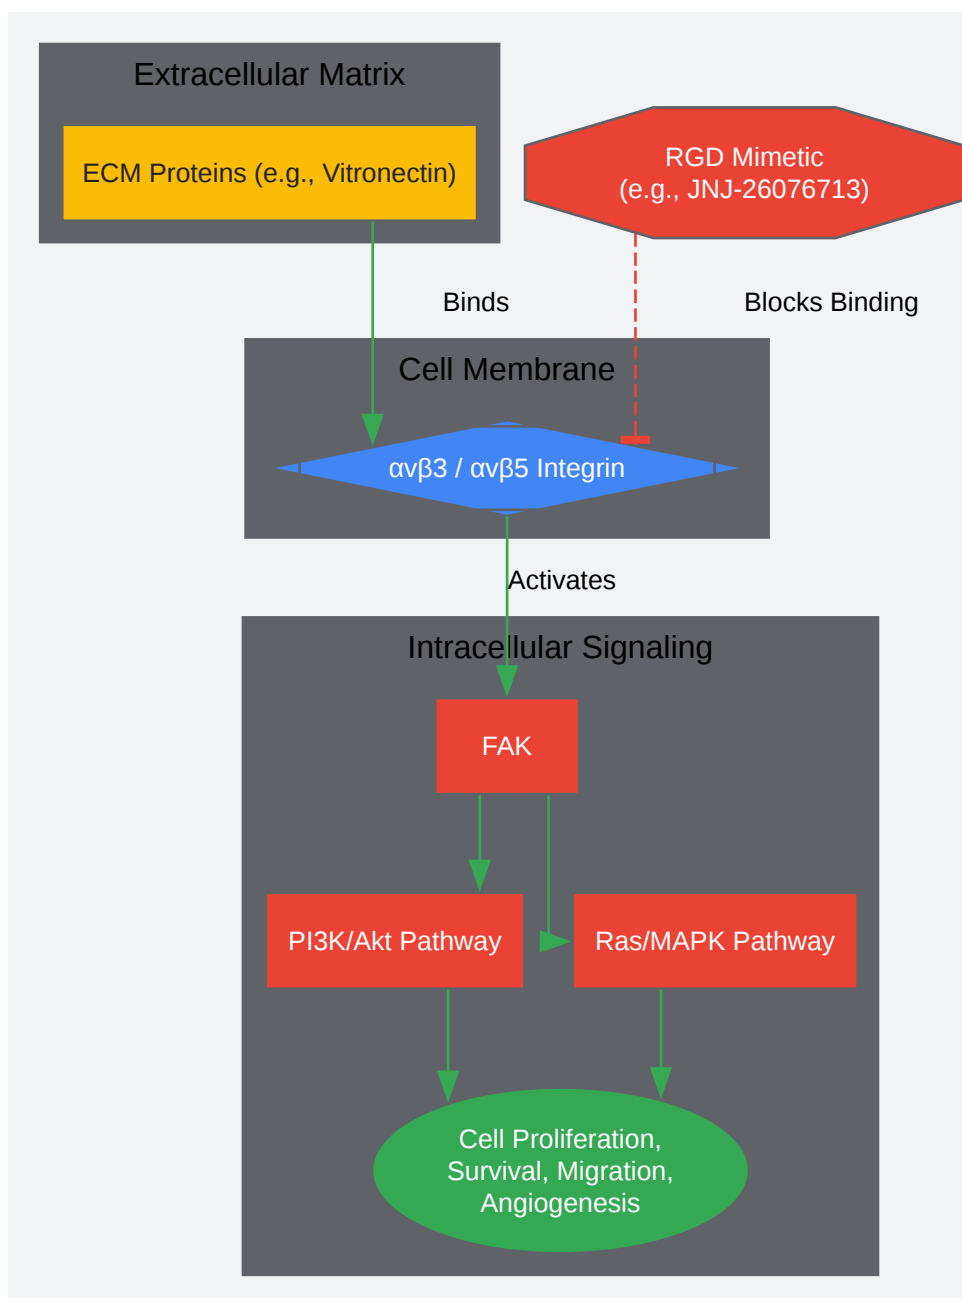 Extracellular Matrix
ECM Proteins (e.g., Vitronectin)
RGD Mimetic
(e.g., JNJ-26076713)
Binds
Blocks Binding
Cell Membrane
αvβ3 / αvβ5 Integrin
Activates
Intracellular Signaling
FAK
PI3K/Akt Pathway
Ras/MAPK Pathway
Cell Proliferation,
Survival, Migration,
Angiogenesis